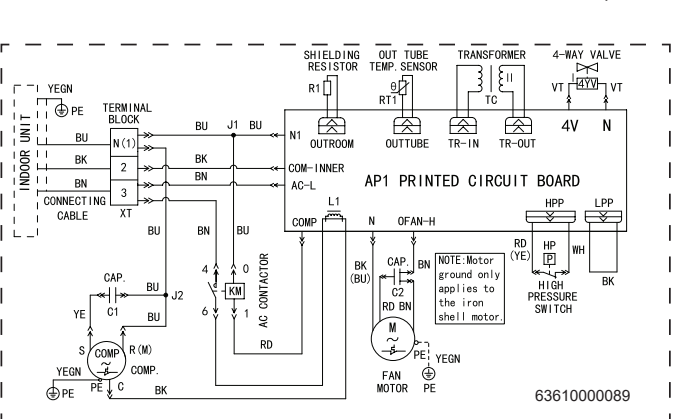 SHIELDING RESISTOR
OUT TUBE TEMP. SENSOR
TRANSFORMER
4-WAY VALVE
R1
θ
RT1
TC
4YV
VT
VT
OUTROOM
OUTTUBE
TR-IN
TR-OUT
4V
N
INDOOR UNIT
YEGN
PE
TERMINAL BLOCK
BU
N(1)
BU
J1
BU
N1
BK
2
BK
COM-INNER
BN
3
BN
AC-L
CONNECTING CABLE
XT
AP1 PRINTED CIRCUIT BOARD
L1
COMP
N
OFAN-H
HPP
LPP
BU
BN
BU
4
0
KM
6
1
AC CONTACTOR
RD
CAP.
C1
BU
J2
YE
BU
S
R(M)
COMP
~
COMP.
YEGN
PE
PE
C
BK
BK (BU)
CAP.
C2
BN
RD
BN
M
~
PE
YEGN
FAN MOTOR
PE
NOTE:Motor
ground only
applies to
the iron
shell motor.
RD (YE)
HP
P
WH
HIGH PRESSURE SWITCH
BK
63610000089